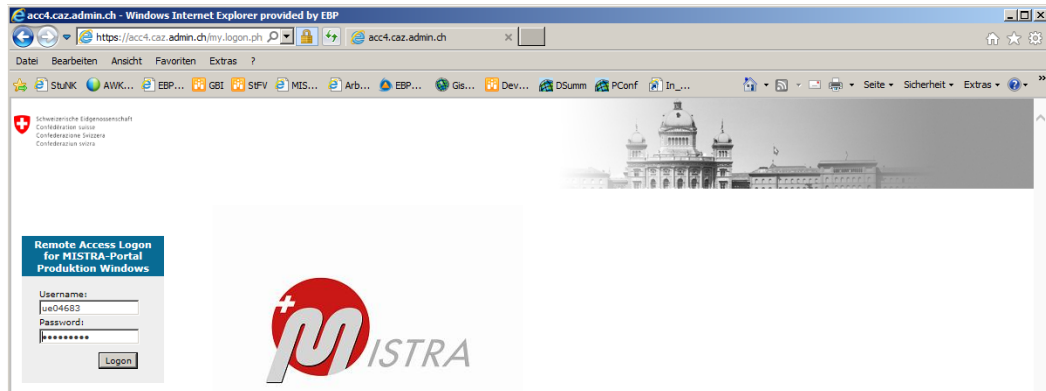 acc4.caz.admin.ch - Windows Internet Explorer provided by EBP
https://acc4.caz.admin.ch/my.logon.ph
acc4.caz.admin.ch
Datei Bearbeiten Ansicht Favoriten Extras ?
StuNK AWK... EBP... GBI StFV MIS... Arb... EBP... Gis... Dev... DSumm PConf In_... Seite Sicherheit Extras
Schweizerische Eidgenossenschaft
Confédération suisse
Confederazione Svizzera
Confederaziun svizra
Remote Access Logon
for MISTRA-Portal
Produktion Windows
Username:
ue04683
Password:
•••••••••
Logon
MISTRA